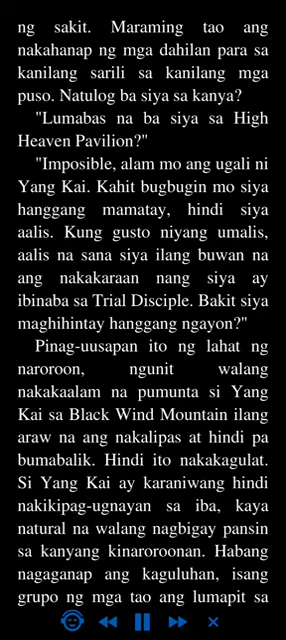 ng sakit. Maraming tao ang
nakahanap ng mga dahilan para sa
kanilang sarili sa kanilang mga
puso. Natulog ba siya sa kanya?
"Lumabas na ba siya sa High
Heaven Pavilion?"
"Imposible, alam mo ang ugali ni
Yang Kai. Kahit bugbugin mo siya
hanggang mamatay, hindi siya
aalis. Kung gusto niyang umalis,
aalis na sana siya ilang buwan na
ang nakakaraan nang siya ay
ibinaba sa Trial Disciple. Bakit siya
maghihintay hanggang ngayon?"
Pinag-uusapan ito ng lahat ng
naroroon, ngunit walang
nakakaalam na pumunta si Yang
Kai sa Black Wind Mountain ilang
araw na ang nakalipas at hindi pa
bumabalik. Hindi ito nakakagulat.
Si Yang Kai ay karaniwang hindi
nakikipag-ugnayan sa iba, kaya
natural na walang nagbigay pansin
sa kanyang kinaroroonan. Habang
nagaganap ang kaguluhan, isang
grupo ng mga tao ang lumapit sa